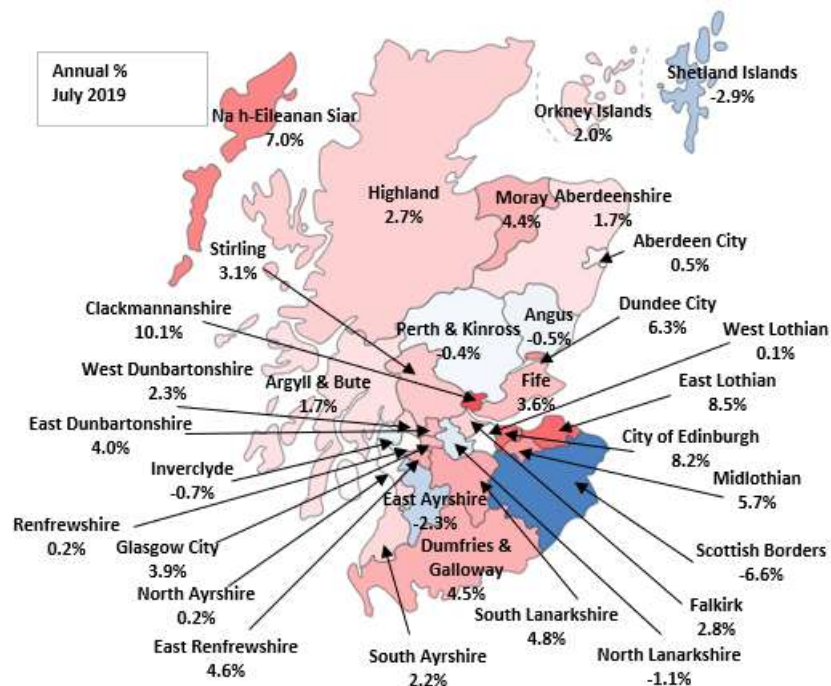 Annual %
July 2019
Shetland Islands
-2.9%
Na h-Eileanan Siar
7.0%
Orkney Islands
2.0%
Highland
2.7%
Moray
4.4%
Aberdeenshire
1.7%
Aberdeen City
0.5%
Stirling
3.1%
Clackmannanshire
10.1%
Perth & Kinross
-0.4%
Angus
-0.5%
Dundee City
6.3%
West Lothian
0.1%
West Dunbartonshire
2.3%
Argyll & Bute
1.7%
Fife
3.6%
East Lothian
8.5%
East Dunbartonshire
4.0%
City of Edinburgh
8.2%
Inverclyde
-0.7%
Midlothian
5.7%
East Ayrshire
-2.3%
Renfrewshire
0.2%
Glasgow City
3.9%
Dumfries &
Galloway
4.5%
Scottish Borders
-6.6%
North Ayrshire
0.2%
South Lanarkshire
4.8%
Falkirk
2.8%
East Renfrewshire
4.6%
South Ayrshire
2.2%
North Lanarkshire
-1.1%